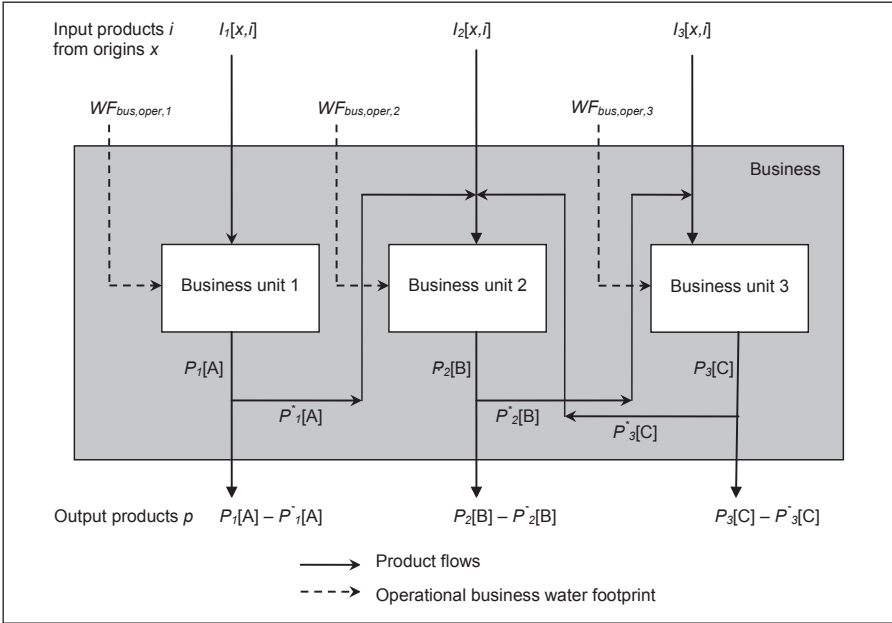 Input products i
from origins x
I1[x,i]
I2[x,i]
I3[x,i]
WFbus,oper,1
WFbus,oper,2
WFbus,oper,3
Business
Business unit 1
Business unit 2
Business unit 3
P1[A]
P2[B]
P3[C]
P*1[A]
P*2[B]
P*3[C]
Output products p
P1[A] – P*1[A]
P2[B] – P*2[B]
P3[C] – P*3[C]
Product flows
Operational business water footprint